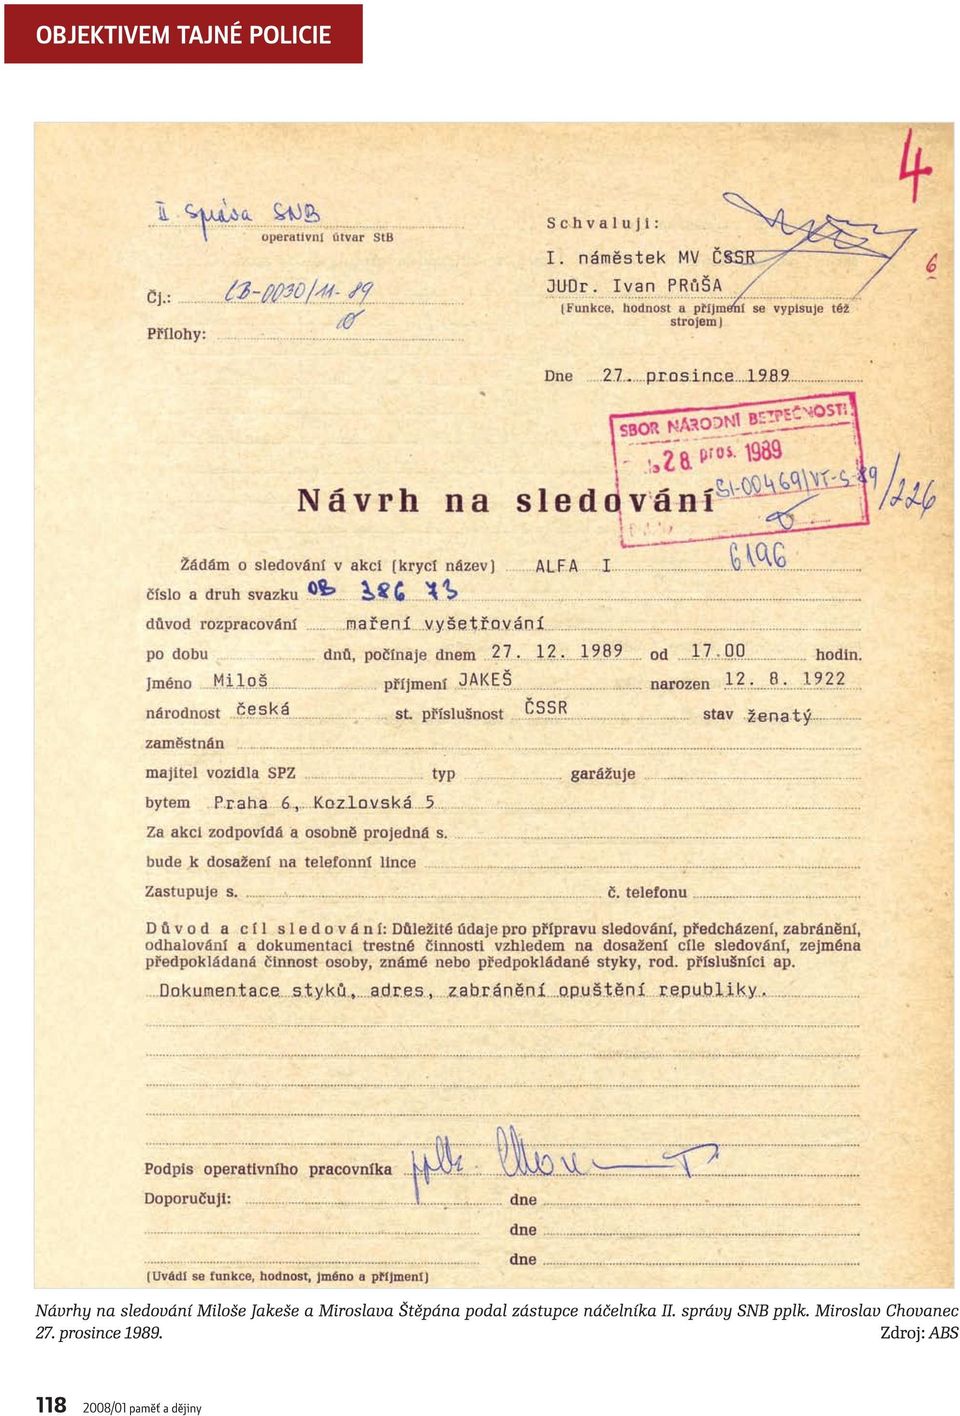 OBJEKTIVEM TAJNÉ POLICIE
4
II. Správa SNB
operativní útvar StB
Schvaluji:
I. náměstek MV ČSSR
6
Čj.: LB-0030/11-89
JUDr. Ivan PRůŠA
(Funkce, hodnost a příjmení se vypisuje též
strojem)
Přílohy: 0
Dne 27. prosince 1989
SBOR NÁRODNÍ BEZPEČNOSTI
28. pros. 1989
Návrh na sledování
SI-00469/VT-S-89/226
6196
Žádám o sledování v akci (krycí název) ALFA I
číslo a druh svazku OB 386 73
důvod rozpracování maření vyšetřování
po dobu dnů, počínaje dnem 27. 12. 1989 od 17.00 hodin.
Jméno Miloš příjmení JAKEŠ narozen 12. 8. 1922
národnost česká st. příslušnost ČSSR stav ženatý
zaměstnán
majitel vozidla SPZ typ garážuje
bytem Praha 6, Kozlovská 5
Za akci zodpovídá a osobně projedná s.
bude k dosažení na telefonní lince
Zastupuje s. č. telefonu
Důvod a cíl sledování: Důležité údaje pro přípravu sledování, předcházení, zabránění,
odhalování a dokumentaci trestné činnosti vzhledem na dosažení cíle sledování, zejména
předpokládaná činnost osoby, známé nebo předpokládané styky, rod. příslušníci ap.
Dokumentace styků, adres, zabránění opuštění republiky.
Podpis operativního pracovníka pplk.
Doporučuji: dne
dne
dne
(Uvádí se funkce, hodnost, jméno a příjmení)
Návrhy na sledování Miloše Jakeše a Miroslava Štěpána podal zástupce náčelníka II. správy SNB pplk. Miroslav Chovanec
27. prosince 1989. Zdroj: ABS
118 2008/01 paměť a dějiny